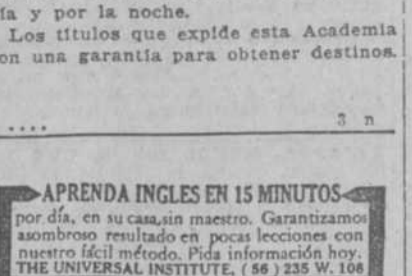 ía y por la noche.
Los títulos que expide esta Academia
on una garantía para obtener destinos.
.... 3 n
APRENDA INGLES EN 15 MINUTOS
por día, en su casa, sin maestro. Garantizamos
asombroso resultado en pocas lecciones con
nuestro fácil método. Pida información hoy.
THE UNIVERSAL INSTITUTE, ( 56 ) 235 W. 108